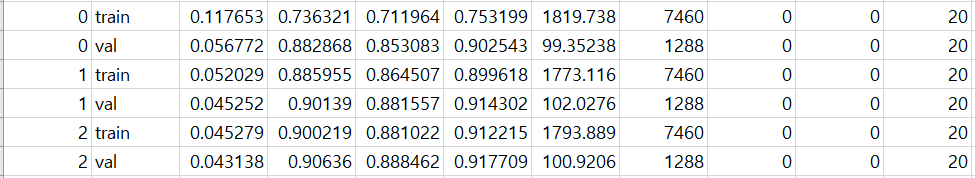 0 train 0.117653 0.736321 0.711964 0.753199 1819.738 7460 0 0 20
0 val 0.056772 0.882868 0.853083 0.902543 99.35238 1288 0 0 20
1 train 0.052029 0.885955 0.864507 0.899618 1773.116 7460 0 0 20
1 val 0.045252 0.90139 0.881557 0.914302 102.0276 1288 0 0 20
2 train 0.045279 0.900219 0.881022 0.912215 1793.889 7460 0 0 20
2 val 0.043138 0.90636 0.888462 0.917709 100.9206 1288 0 0 20